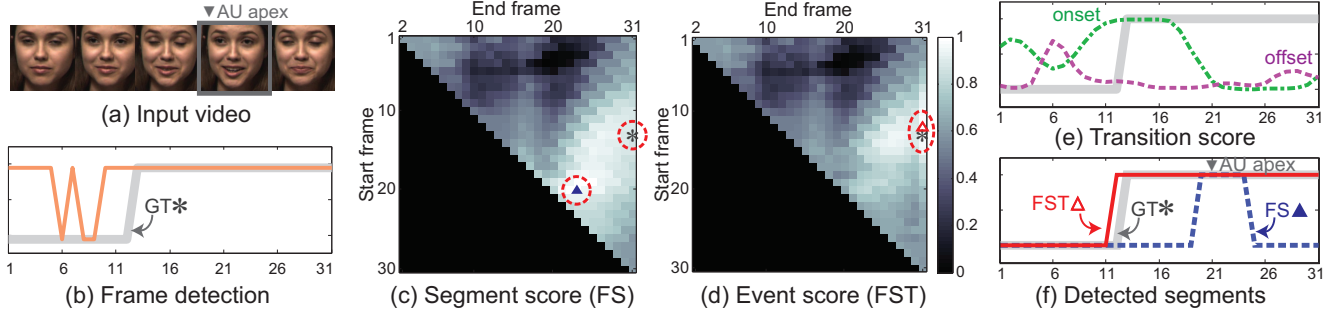 ▼AU apex
(a) Input video
GT✱
1 6 11 16 21 26 31
(b) Frame detection
End frame
2 10 20 31
Start frame
1
10
20
30
(c) Segment score (FS)
End frame
2 10 20 31
Start frame
1
10
20
30
1
0.8
0.6
0.4
0.2
0
(d) Event score (FST)
onset
offset
1 6 11 16 21 26 31
(e) Transition score
▼AU apex
FST△
GT✱
FS▲
1 6 11 16 21 26 31
(f) Detected segments